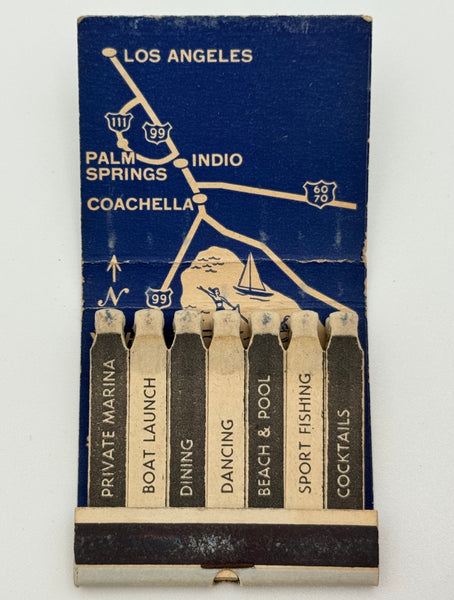 LOS ANGELES
111
99
PALM
SPRINGS
INDIO
60
70
COACHELLA
N
99
PRIVATE MARINA
BOAT LAUNCH
DINING
DANCING
BEACH & POOL
SPORT FISHING
COCKTAILS